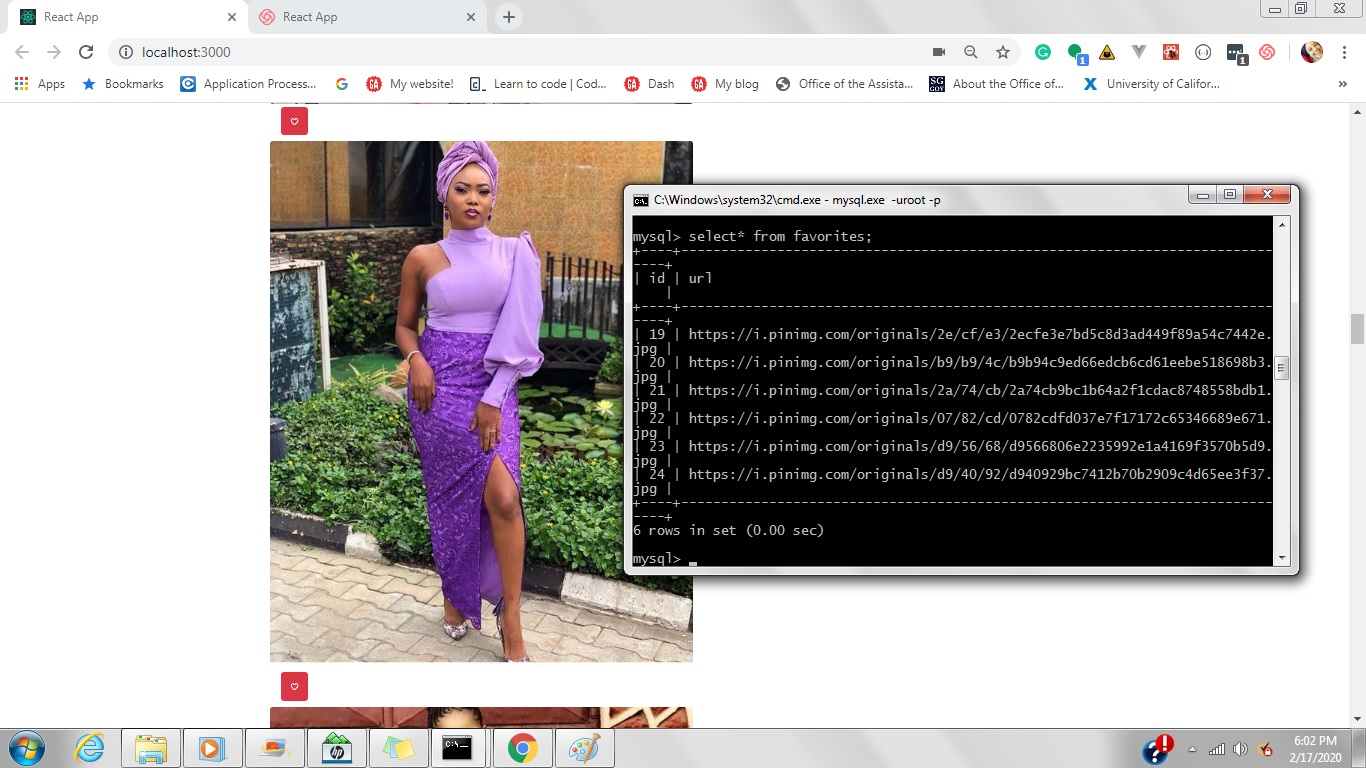 React App
React App
localhost:3000
1
1
Apps
Bookmarks
Application Process...
My website!
Learn to code | Cod...
Dash
My blog
Office of the Assista...
About the Office of...
University of Califor...
»
C:\Windows\system32\cmd.exe - mysql.exe  -uroot -p
mysql> select* from favorites;
+----+-------------------------------------------------------------------------
----+
| id | url
    |
+----+-------------------------------------------------------------------------
----+
| 19 | https://i.pinimg.com/originals/2e/cf/e3/2ecfe3e7bd5c8d3ad449f89a54c7442e.
jpg |
| 20 | https://i.pinimg.com/originals/b9/b9/4c/b9b94c9ed66edcb6cd61eebe518698b3.
jpg |
| 21 | https://i.pinimg.com/originals/2a/74/cb/2a74cb9bc1b64a2f1cdac8748558bdb1.
jpg |
| 22 | https://i.pinimg.com/originals/07/82/cd/0782cdfd037e7f17172c65346689e671.
jpg |
| 23 | https://i.pinimg.com/originals/d9/56/68/d9566806e2235992e1a4169f3570b5d9.
jpg |
| 24 | https://i.pinimg.com/originals/d9/40/92/d940929bc7412b70b2909c4d65ee3f37.
jpg |
+----+-------------------------------------------------------------------------
----+
6 rows in set (0.00 sec)
mysql>
6:02 PM
2/17/2020